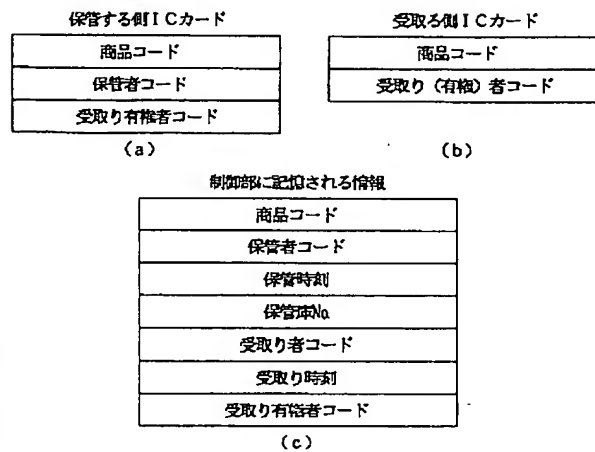 保管する側ICカード
商品コード
保管者コード
受取り有権者コード
(a)
受取る側ICカード
商品コード
受取り(有権)者コード
(b)
制御部に記憶される情報
商品コード
保管者コード
保管時刻
保管庫No.
受取り者コード
受取り時刻
受取り有権者コード
(c)